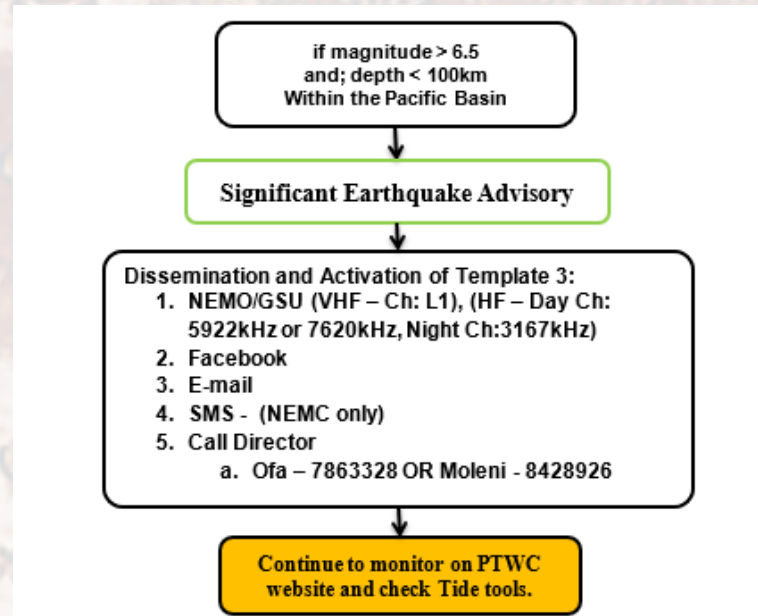 if magnitude > 6.5
and; depth < 100km
Within the Pacific Basin
Significant Earthquake Advisory
Dissemination and Activation of Template 3:
1. NEMO/GSU (VHF – Ch: L1), (HF – Day Ch:
5922kHz or 7620kHz, Night Ch:3167kHz)
2. Facebook
3. E-mail
4. SMS - (NEMC only)
5. Call Director
a. Ofa – 7863328 OR Moleni - 8428926
Continue to monitor on PTWC
website and check Tide tools.